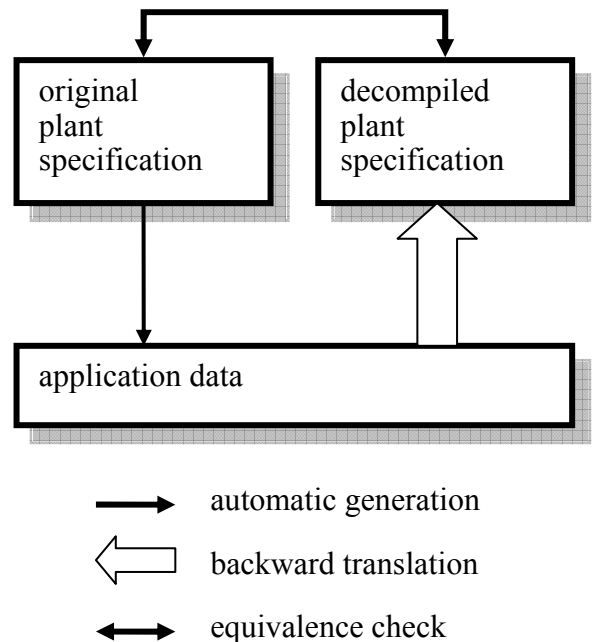 original
plant
specification
decompiled
plant
specification
application data
automatic generation
backward translation
equivalence check